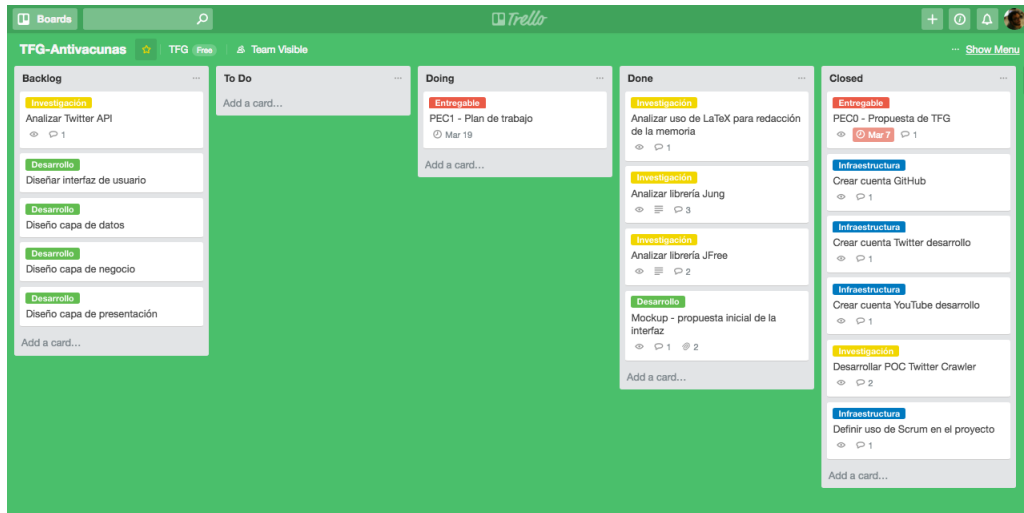 Boards
Trello
TFG-Antivacunas
TFG Free
Team Visible
... Show Menu
Backlog
...
Investigación
Analizar Twitter API
1
Desarrollo
Diseñar interfaz de usuario
Desarrollo
Diseño capa de datos
Desarrollo
Diseño capa de negocio
Desarrollo
Diseño capa de presentación
Add a card...
To Do
...
Add a card...
Doing
...
Entregable
PEC1 - Plan de trabajo
Mar 19
Add a card...
Done
...
Investigación
Analizar uso de LaTeX para redacción
de la memoria
1
Investigación
Analizar librería Jung
3
Investigación
Analizar librería JFree
2
Desarrollo
Mockup - propuesta inicial de la
interfaz
1 2
Add a card...
Closed
...
Entregable
PEC0 - Propuesta de TFG
Mar 7 1
Infraestructura
Crear cuenta GitHub
1
Infraestructura
Crear cuenta Twitter desarrollo
1
Infraestructura
Crear cuenta YouTube desarrollo
1
Investigación
Desarrollar POC Twitter Crawler
2
Infraestructura
Definir uso de Scrum en el proyecto
1
Add a card...